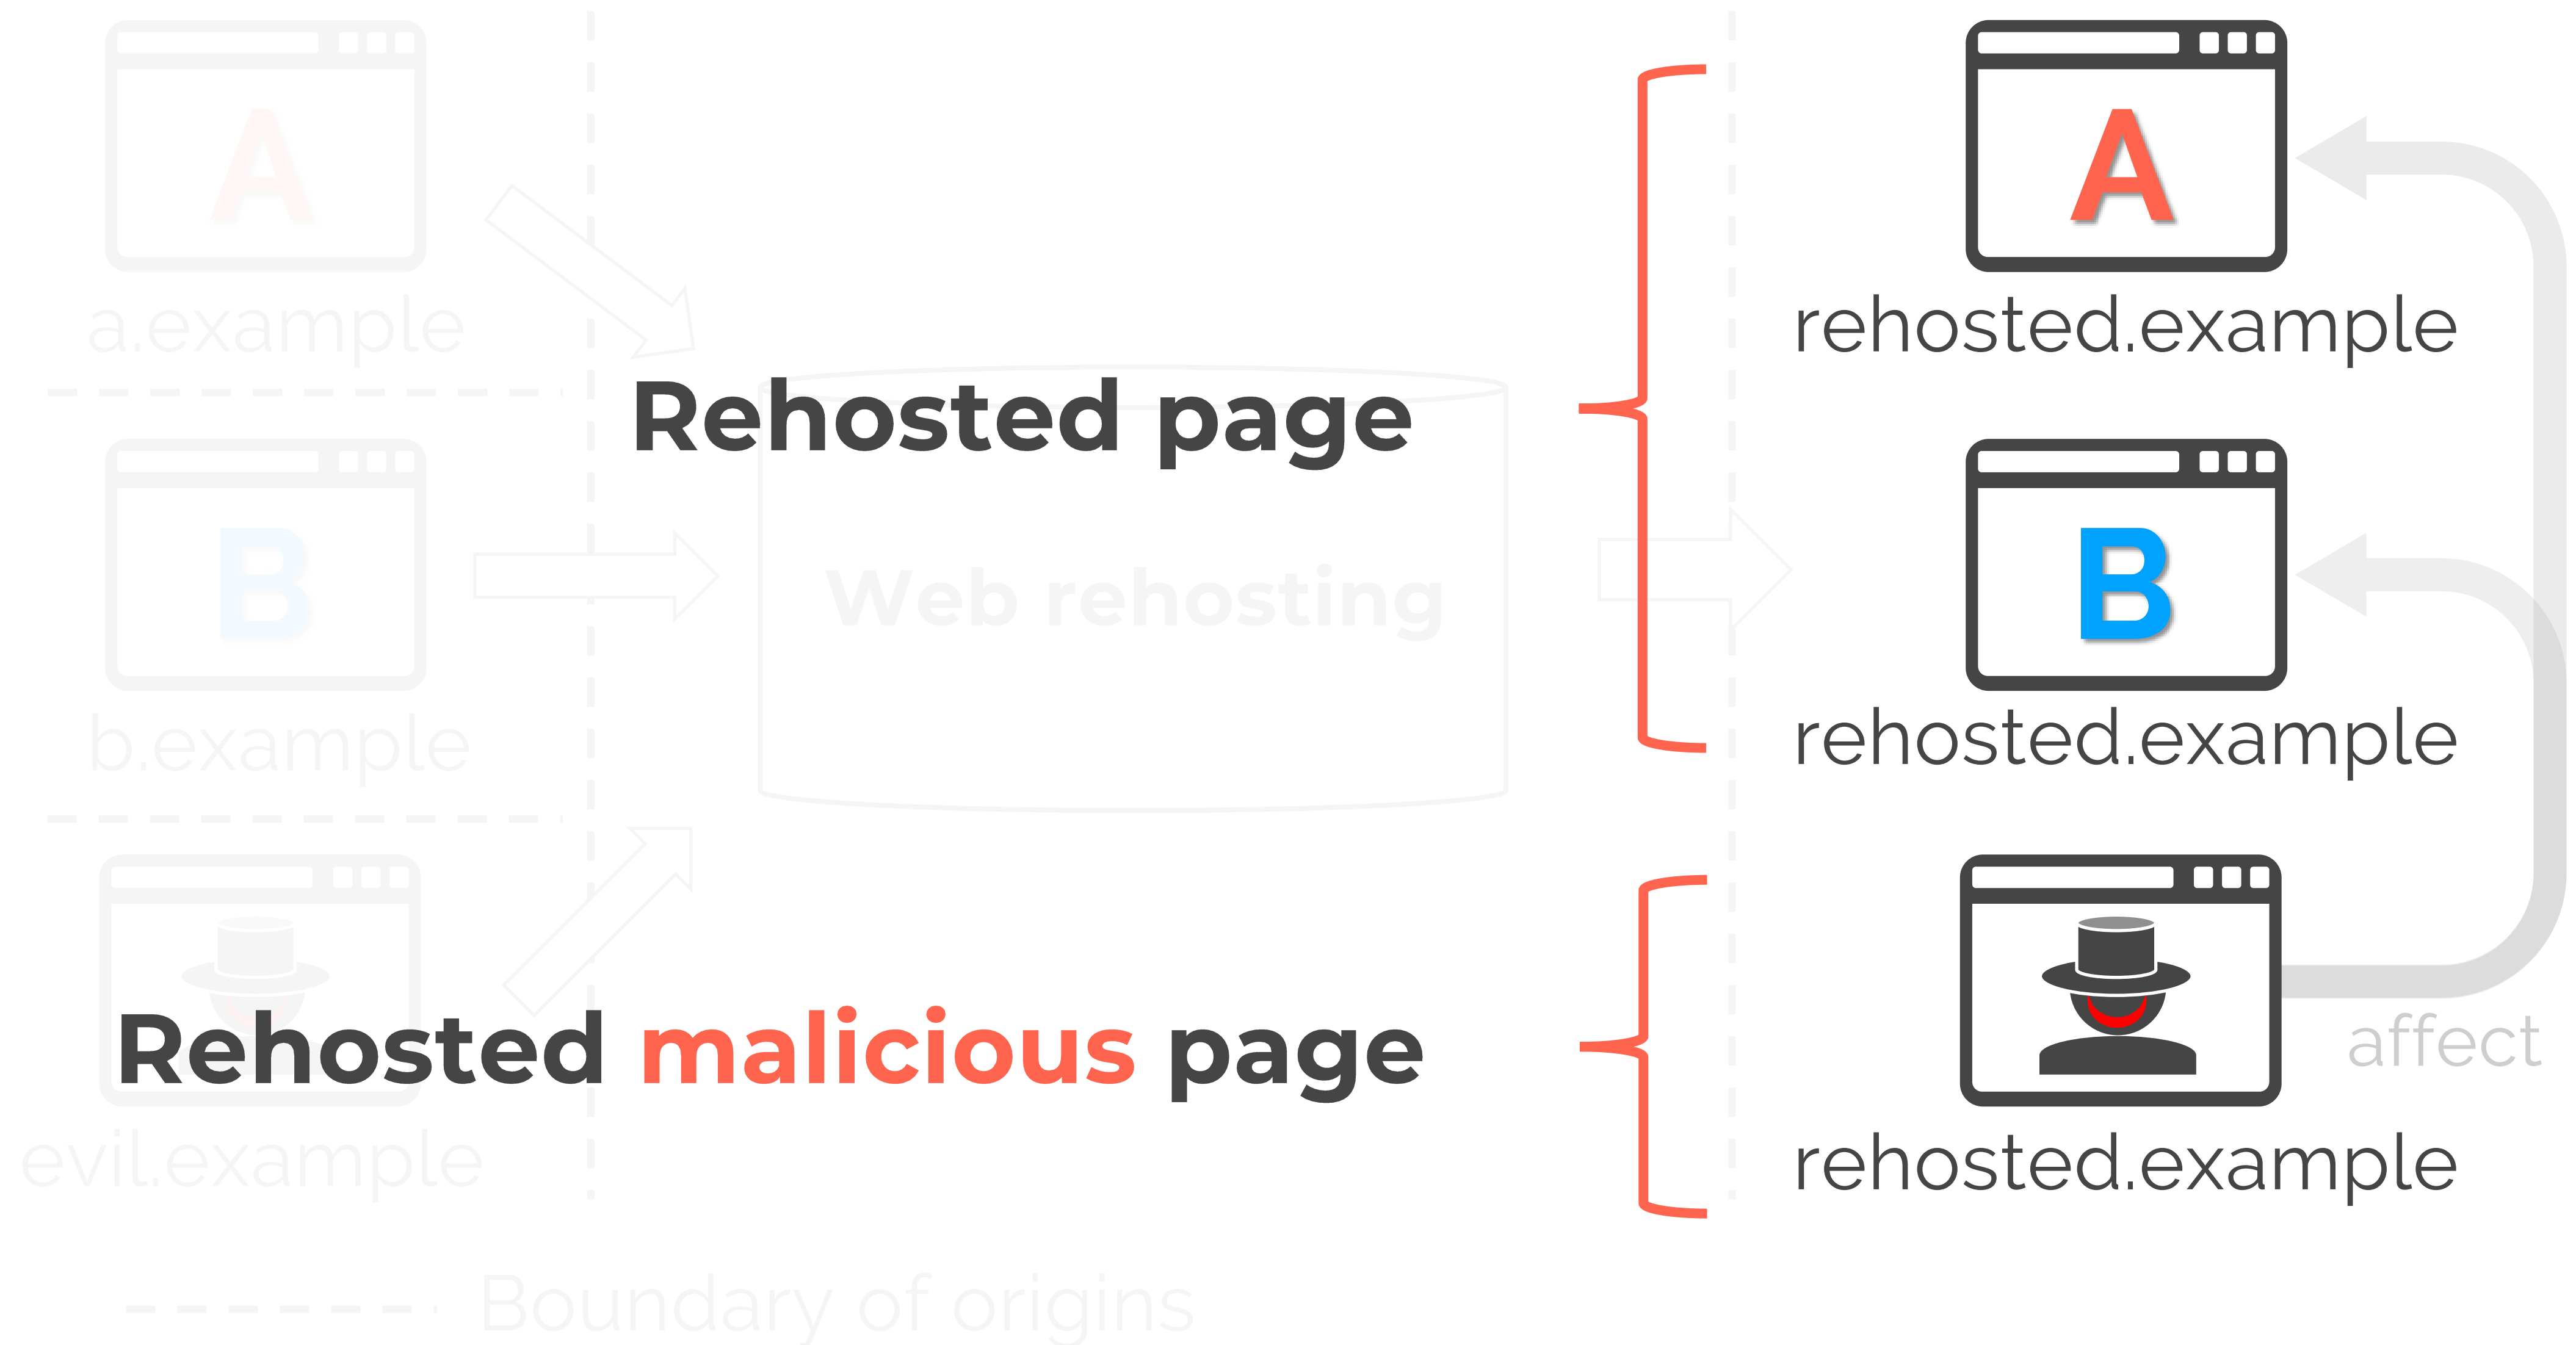 A
a.example
B
b.example
evil.example
Rehosted page
Web rehosting
Rehosted malicious page
A
rehosted.example
B
rehosted.example
rehosted.example
affect
Boundary of origins